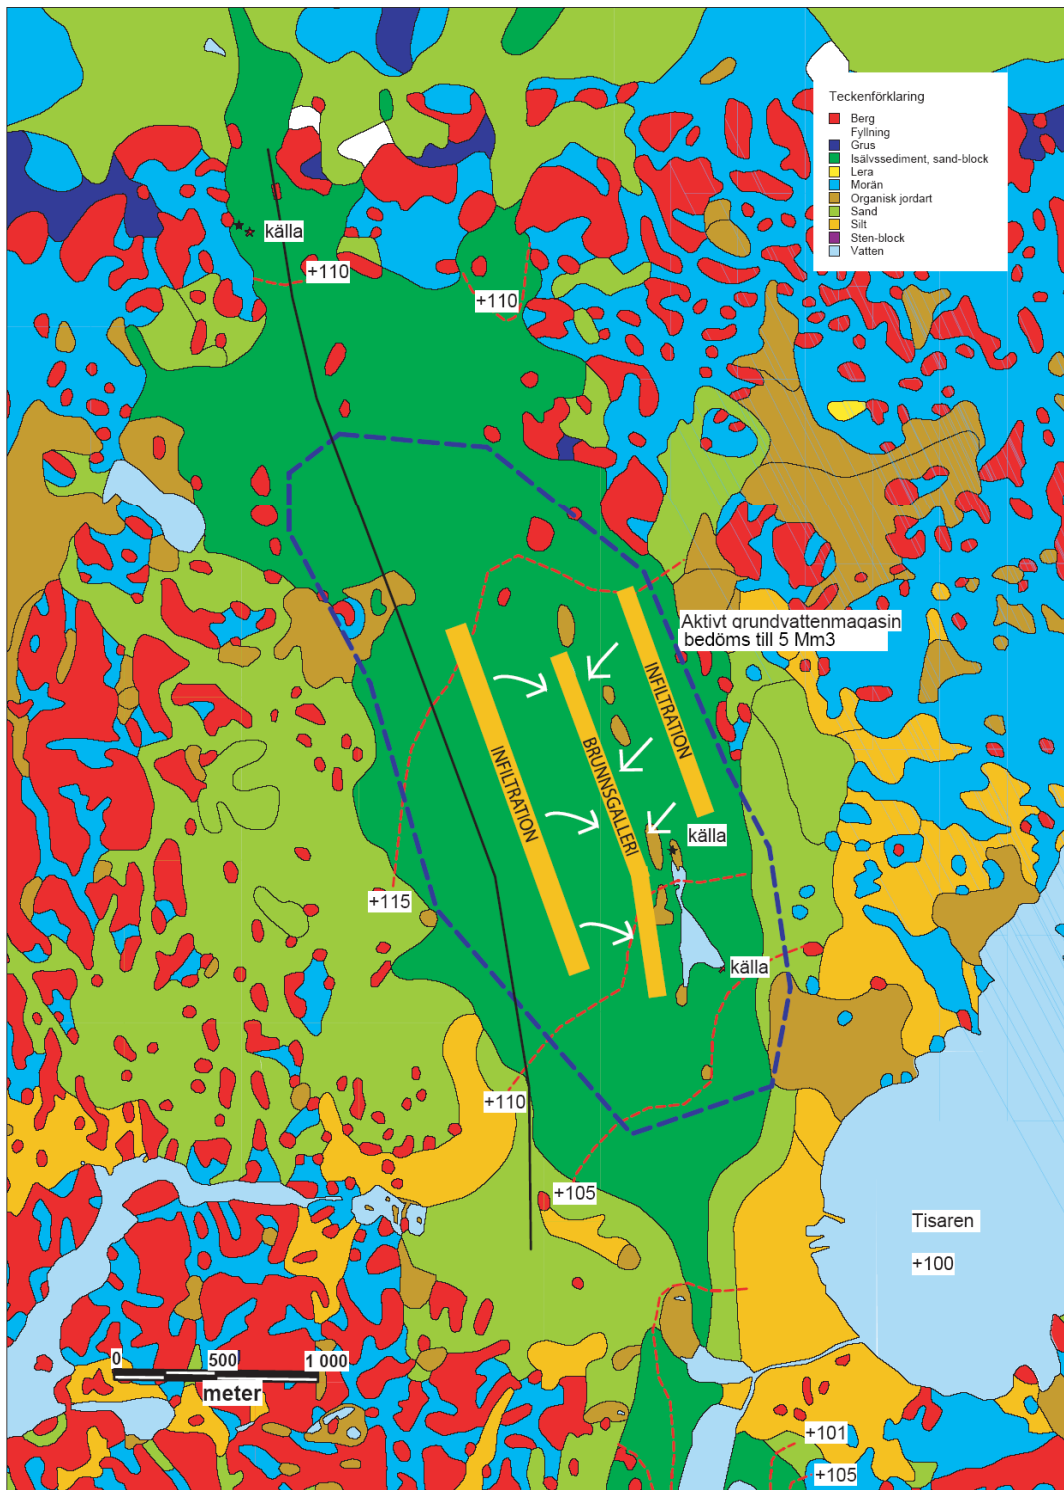 Teckenförklaring
Berg
Fyllning
Grus
Isälvssediment, sand-block
Lera
Morän
Organisk jordart
Sand
Silt
Sten-block
Vatten
källa
+110
+110
Aktivt grundvattenmagasin
bedöms till 5 Mm3
INFILTRATION
BRUNNSGALLERI
INFILTRATION
källa
+115
källa
+110
+105
Tisaren
+100
0 500 1 000
meter
+101
+105